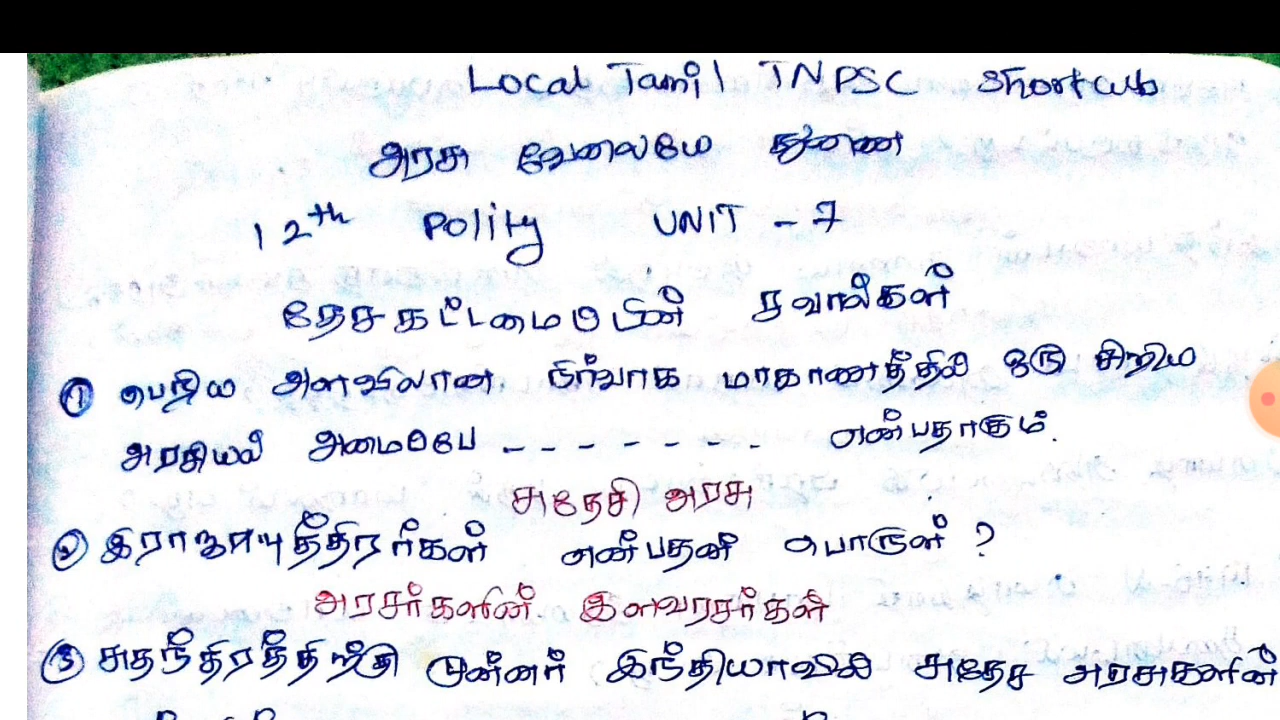 Local Tamil TNPSC Shortcuts
அரசு வேலையே துணை
12th Polity UNIT - 7
தேச கட்டமைப்பின் சவால்கள்
① பெரிய அளவிலான நிர்வாக மாகாணத்தில் ஒரு சிறிய
அரசியல் அமைப்பே - - - - - - - என்பதாகும்.
சுதேசி அரசு
② இராஜபுத்திரர்கள் என்பதன் பொருள் ?
அரசர்களின் இளவரசர்கள்
③ சுதந்திரத்திற்கு முன்னர் இந்தியாவில் சுதேச அரசுகளின்